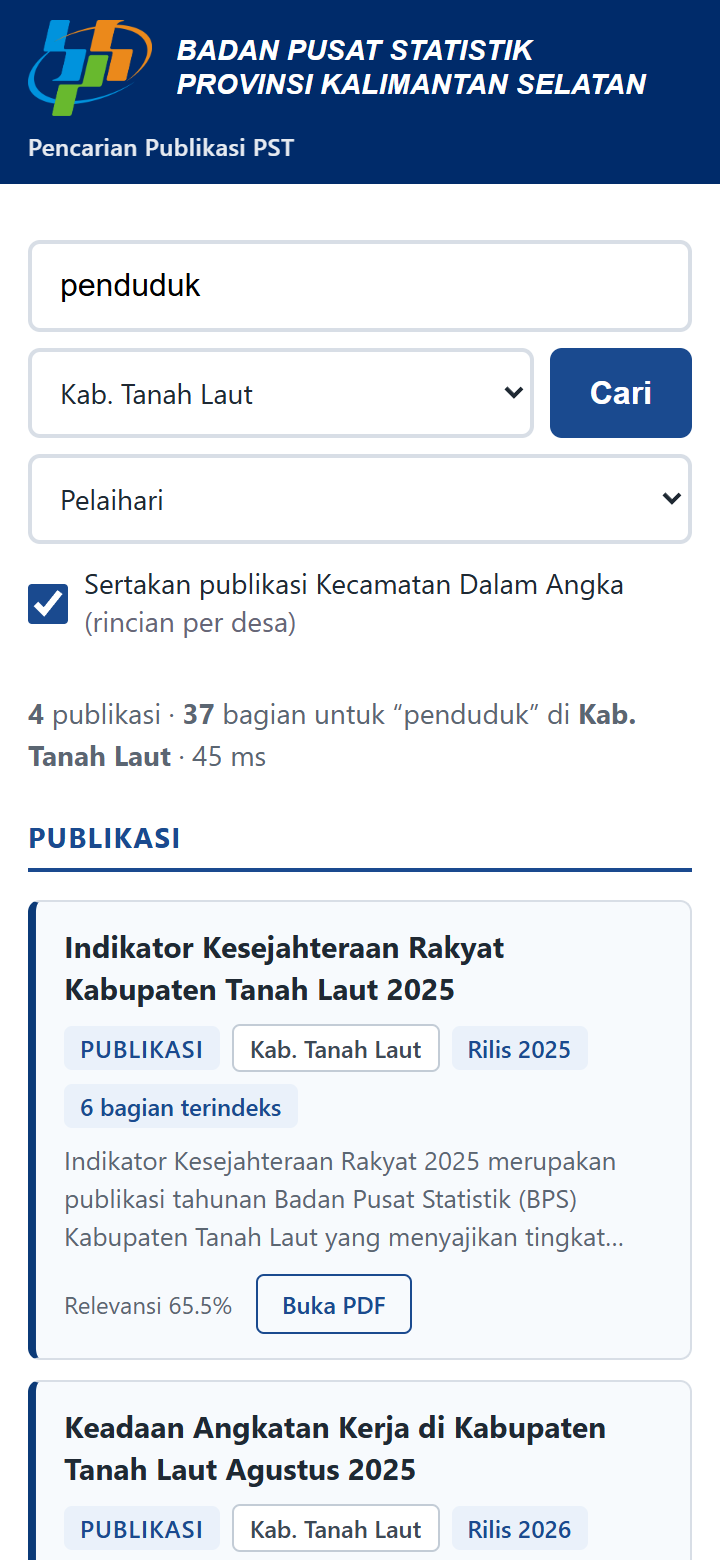 BADAN PUSAT STATISTIK
PROVINSI KALIMANTAN SELATAN
Pencarian Publikasi PST
penduduk
Kab. Tanah Laut
Cari
Pelaihari
Sertakan publikasi Kecamatan Dalam Angka
(rincian per desa)
4 publikasi · 37 bagian untuk “penduduk” di Kab.
Tanah Laut · 45 ms
PUBLIKASI
Indikator Kesejahteraan Rakyat
Kabupaten Tanah Laut 2025
PUBLIKASI Kab. Tanah Laut Rilis 2025
6 bagian terindeks
Indikator Kesejahteraan Rakyat 2025 merupakan
publikasi tahunan Badan Pusat Statistik (BPS)
Kabupaten Tanah Laut yang menyajikan tingkat...
Relevansi 65.5% Buka PDF
Keadaan Angkatan Kerja di Kabupaten
Tanah Laut Agustus 2025
PUBLIKASI Kab. Tanah Laut Rilis 2026